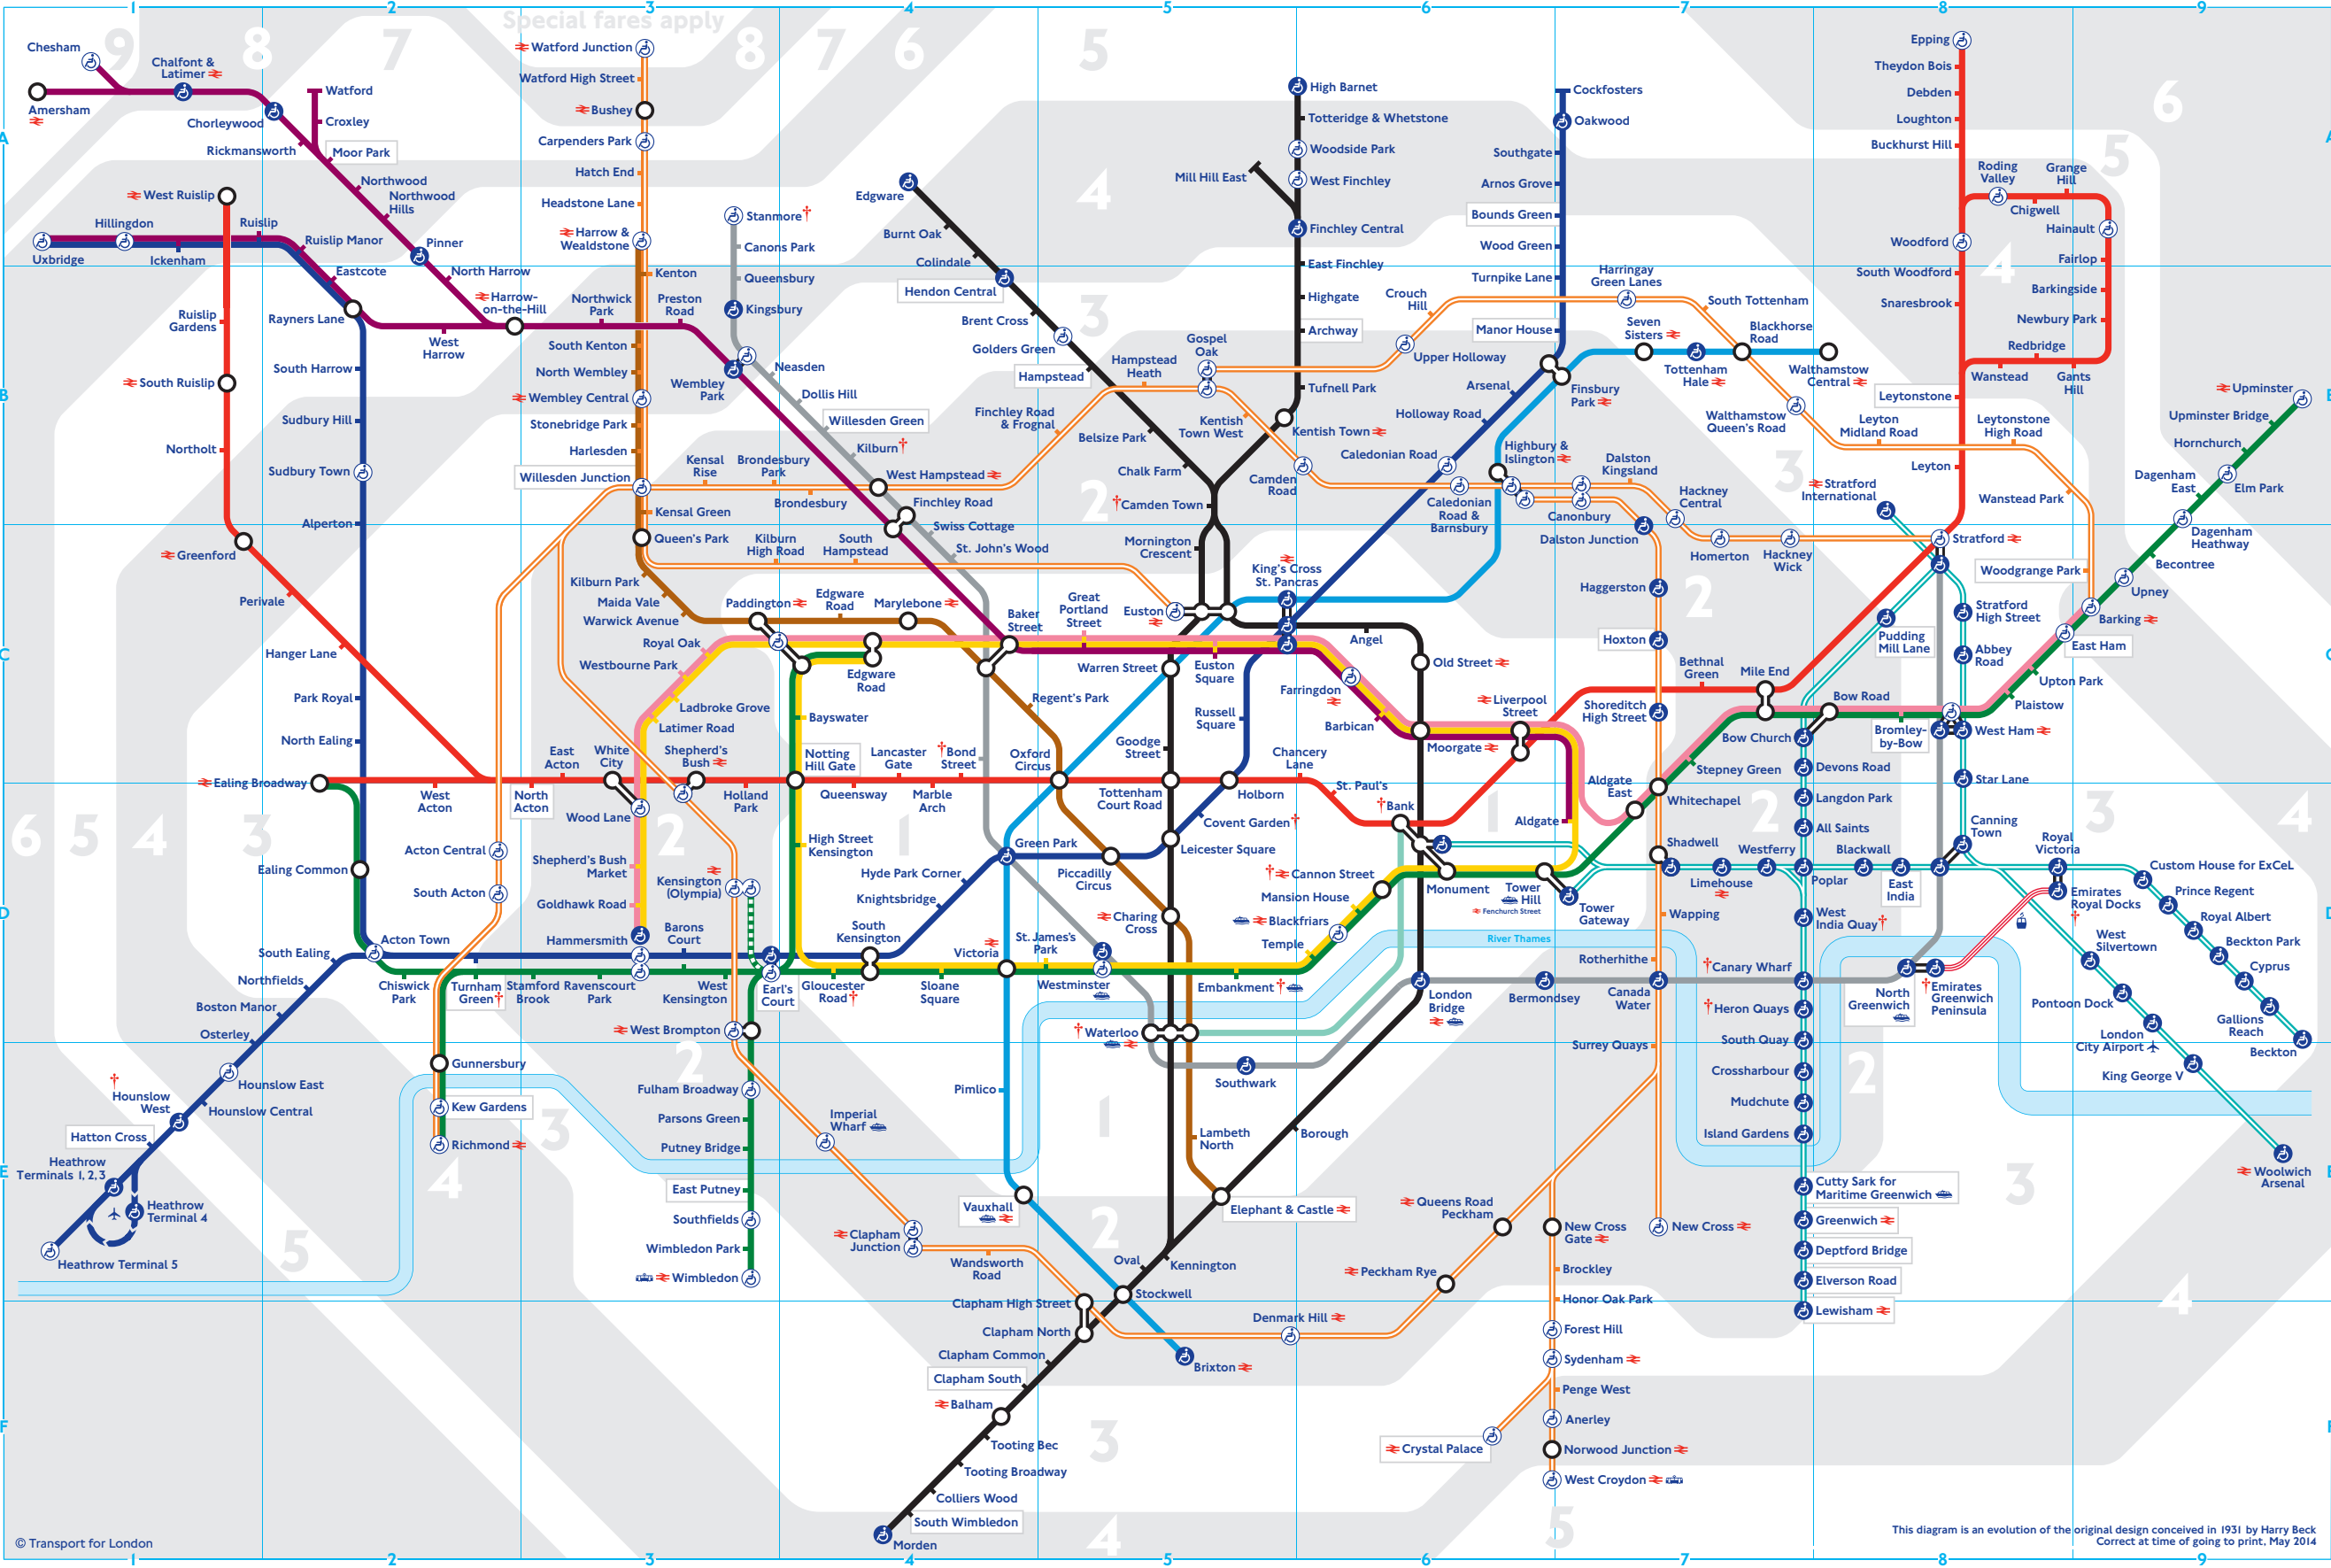 1 2 3 4 5 6 7 8 9
Special fares apply
9 8 7 8 7 6 5 6
Chesham
Chalfont &
Latimer
Amersham
Chorleywood
Rickmansworth
Watford
Croxley
Moor Park
Northwood
Northwood
Hills
Pinner
North Harrow
Harrow-
on-the-Hill
West Ruislip
Hillingdon
Ruislip
Uxbridge
Ickenham
Ruislip Manor
Eastcote
Rayners Lane
West
Harrow
Northwick
Park
Preston
Road
Ruislip
Gardens
South Ruislip
Northolt
Greenford
Perivale
Hanger Lane
South Harrow
Sudbury Hill
Sudbury Town
Alperton
Park Royal
North Ealing
Ealing Broadway
Watford Junction
Watford High Street
Bushey
Carpenders Park
Hatch End
Headstone Lane
Harrow &
Wealdstone
Kenton
South Kenton
North Wembley
Wembley Central
Stonebridge Park
Harlesden
Willesden Junction
Kensal Green
Queen's Park
Kilburn Park
Maida Vale
Warwick Avenue
Stanmore†
Canons Park
Queensbury
Kingsbury
Wembley
Park
Neasden
Dollis Hill
Willesden Green
Kilburn†
West Hampstead
Finchley Road
Swiss Cottage
St. John's Wood
Kensal
Rise
Brondesbury
Park
Brondesbury
Kilburn
High Road
South
Hampstead
Edgware
Burnt Oak
Colindale
Hendon Central
Brent Cross
Golders Green
Hampstead
Belsize Park
Chalk Farm
†Camden Town
Mornington
Crescent
Euston
Finchley Road
& Frognal
Hampstead
Heath
Gospel
Oak
Kentish
Town West
Camden
Road
High Barnet
Totteridge & Whetstone
Woodside Park
West Finchley
Mill Hill East
Finchley Central
East Finchley
Highgate
Archway
Tufnell Park
Kentish Town
Cockfosters
Oakwood
Southgate
Arnos Grove
Bounds Green
Wood Green
Turnpike Lane
Manor House
Finsbury
Park
Arsenal
Holloway Road
Caledonian Road
Crouch
Hill
Upper Holloway
Harringay
Green Lanes
South Tottenham
Seven
Sisters
Tottenham
Hale
Blackhorse
Road
Walthamstow
Central
Walthamstow
Queen's Road
Leyton
Midland Road
Leytonstone
High Road
Wanstead Park
Woodgrange Park
Highbury &
Islington
Caledonian
Road &
Barnsbury
Canonbury
Dalston
Kingsland
Hackney
Central
Dalston Junction
Homerton
Hackney
Wick
Haggerston
Hoxton
Shoreditch
High Street
Epping
Theydon Bois
Debden
Loughton
Buckhurst Hill
Roding
Valley
Grange
Hill
Chigwell
Hainault
Woodford
South Woodford
Snaresbrook
Fairlop
Barkingside
Newbury Park
Redbridge
Wanstead
Gants
Hill
Leytonstone
Leyton
Stratford
International
Stratford
Upminster
Upminster Bridge
Hornchurch
Elm Park
Dagenham
East
Dagenham
Heathway
Becontree
Upney
Barking
East Ham
Upton Park
Plaistow
West Ham
Bromley-
by-Bow
Bow Road
Bow Church
Pudding
Mill Lane
Stratford
High Street
Abbey
Road
Star Lane
Canning
Town
Mile End
Bethnal
Green
Stepney Green
Whitechapel
Aldgate
East
Aldgate
Paddington
Edgware
Road
Marylebone
Baker
Street
Great
Portland
Street
King's Cross
St. Pancras
Euston
Square
Warren Street
Regent's Park
Royal Oak
Westbourne Park
Ladbroke Grove
Latimer Road
Edgware
Road
Bayswater
Notting
Hill Gate
Lancaster
Gate
†Bond
Street
Oxford
Circus
Goodge
Street
Russell
Square
Chancery
Lane
Farringdon
Barbican
Angel
Old Street
Moorgate
Liverpool
Street
West
Acton
North
Acton
East
Acton
White
City
Shepherd's
Bush
Holland
Park
Queensway
Marble
Arch
Tottenham
Court Road
Holborn
St. Paul's
†Bank
Covent Garden†
Leicester Square
Wood Lane
Shepherd's Bush
Market
Goldhawk Road
Hammersmith
Acton Central
South Acton
Ealing Common
Acton Town
South Ealing
Northfields
Boston Manor
Osterley
Hounslow East
Hounslow Central
†
Hounslow
West
Hatton Cross
Heathrow
Terminals 1, 2, 3
Heathrow
Terminal 4
Heathrow Terminal 5
Chiswick
Park
Turnham
Green†
Stamford
Brook
Ravenscourt
Park
Barons
Court
West
Kensington
Kensington
(Olympia)
Earl's
Court
High Street
Kensington
Gloucester
Road†
South
Kensington
Knightsbridge
Hyde Park Corner
Green Park
Piccadilly
Circus
Charing
Cross
Sloane
Square
Victoria
St. James's
Park
Westminster
Embankment†
Temple
Blackfriars
Mansion House
†Cannon Street
Monument
Tower
Hill
Fenchurch Street
Tower
Gateway
Shadwell
Limehouse
Westferry
Poplar
Blackwall
East
India
Devons Road
Langdon Park
All Saints
West
India Quay†
†Canary Wharf
†Heron Quays
South Quay
Crossharbour
Mudchute
Island Gardens
Cutty Sark for
Maritime Greenwich
Greenwich
Deptford Bridge
Elverson Road
Lewisham
Royal
Victoria
Emirates
Royal Docks
†
Custom House for ExCeL
Prince Regent
Royal Albert
Beckton Park
Cyprus
Gallions
Reach
Beckton
West
Silvertown
Pontoon Dock
London
City Airport
King George V
Woolwich
Arsenal
North
Greenwich
†Emirates
Greenwich
Peninsula
River Thames
Wapping
Rotherhithe
Canada
Water
Bermondsey
London
Bridge
Surrey Quays
†Waterloo
Southwark
Borough
Lambeth
North
Elephant & Castle
Kennington
Oval
Stockwell
Pimlico
Vauxhall
Brixton
Gunnersbury
Kew Gardens
Richmond
West Brompton
Fulham Broadway
Parsons Green
Putney Bridge
East Putney
Southfields
Wimbledon Park
Wimbledon
Imperial
Wharf
Clapham
Junction
Wandsworth
Road
Clapham High Street
Clapham North
Clapham Common
Clapham South
Balham
Tooting Bec
Tooting Broadway
Colliers Wood
South Wimbledon
Morden
Denmark Hill
Peckham Rye
Queens Road
Peckham
New Cross
Gate
New Cross
Brockley
Honor Oak Park
Forest Hill
Sydenham
Penge West
Anerley
Crystal Palace
Norwood Junction
West Croydon
A B C D E F
© Transport for London
This diagram is an evolution of the original design conceived in 1931 by Harry Beck
Correct at time of going to print, May 2014
1 2 3 4 5 6 7 8 9